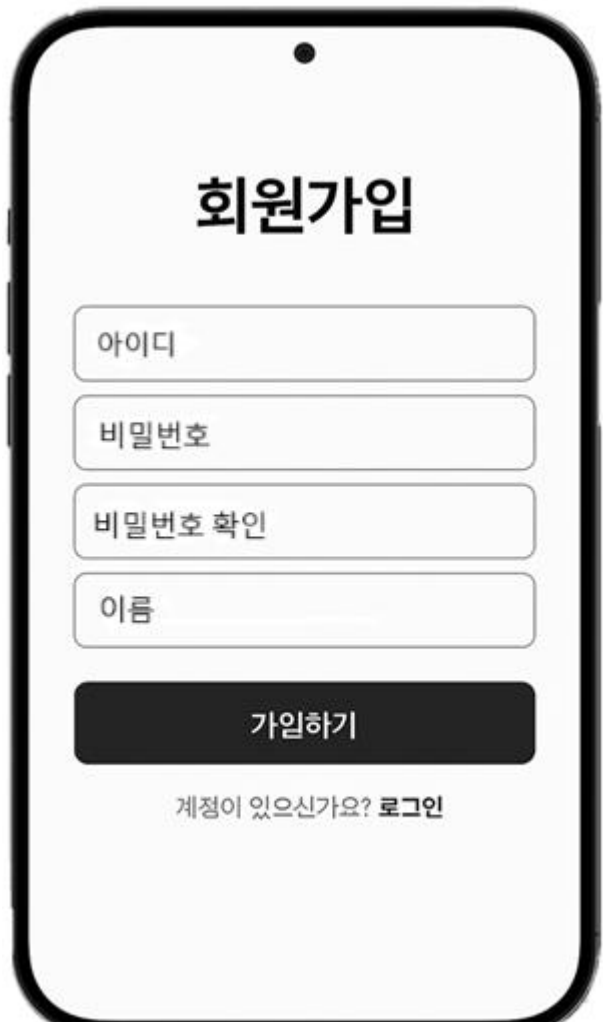 회원가입
아이디
비밀번호
비밀번호 확인
이름
가입하기
계정이 있으신가요? 로그인